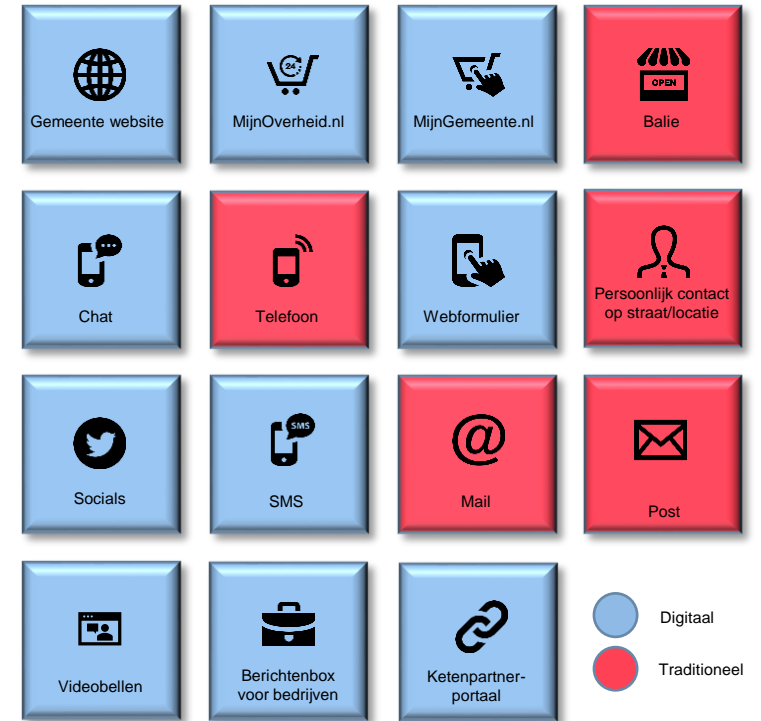 24
OPEN
Gemeente website
MijnOverheid.nl
MijnGemeente.nl
Balie
Chat
Telefoon
Webformulier
Persoonlijk contact
op straat/locatie
SMS
@
Socials
SMS
Mail
Post
Videobellen
Berichtenbox
voor bedrijven
Ketenpartner-
portaal
Digitaal
Traditioneel